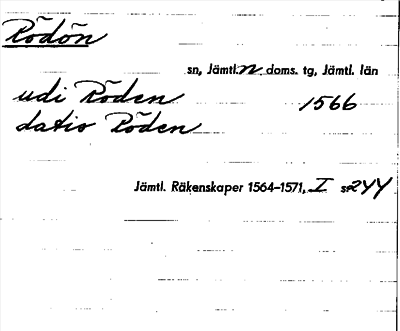 Rödön
sn, Jämtl. n. doms. tg, Jämtl. län
udi Röden 1566
datio Röden
Jämtl. Räkenskaper 1564–1571, I s 244